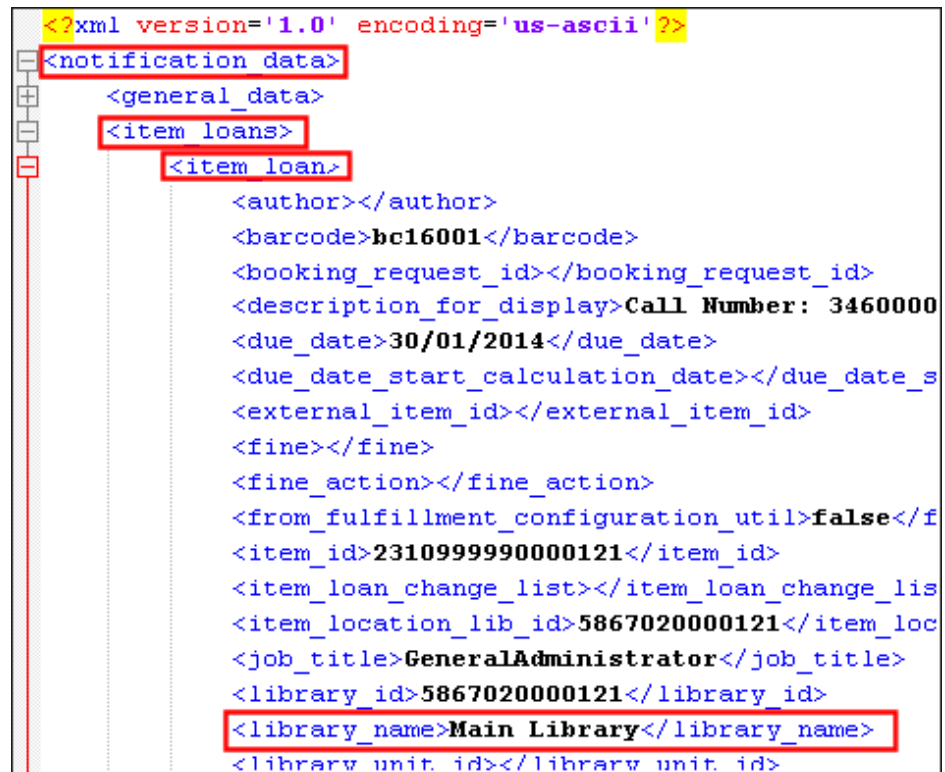 <?xml version='1.0' encoding='us-ascii'?>
<notification_data>
<general_data>
<item_loans>
<item_loan>
<author></author>
<barcode>bc16001</barcode>
<booking_request_id></booking_request_id>
<description_for_display>Call Number: 3460000
<due_date>30/01/2014</due_date>
<due_date_start_calculation_date></due_date_s
<external_item_id></external_item_id>
<fine></fine>
<fine_action></fine_action>
<from_fulfillment_configuration_util>false</f
<item_id>2310999990000121</item_id>
<item_loan_change_list></item_loan_change_lis
<item_location_lib_id>5867020000121</item_loc
<job_title>GeneralAdministrator</job_title>
<library_id>5867020000121</library_id>
<library_name>Main Library</library_name>
<library_unit_id></library_unit_id>